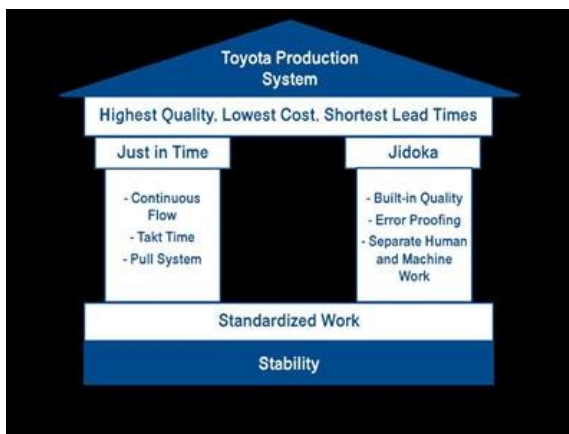 Toyota Production
System
Highest Quality, Lowest Cost, Shortest Lead Times
Just in Time
- Continuous
Flow
- Takt Time
- Pull System
Jidoka
- Built-in Quality
- Error Proofing
- Separate Human
and Machine
Work
Standardized Work
Stability